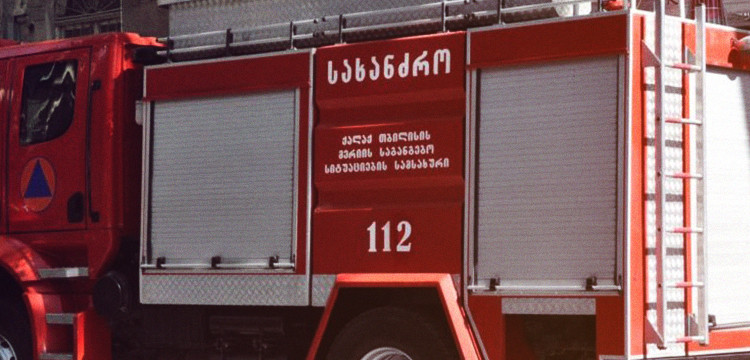 სახანძრო
ქალაქ თბილისის
მერიის საგანგებო
სიტუაციების სამსახური
112